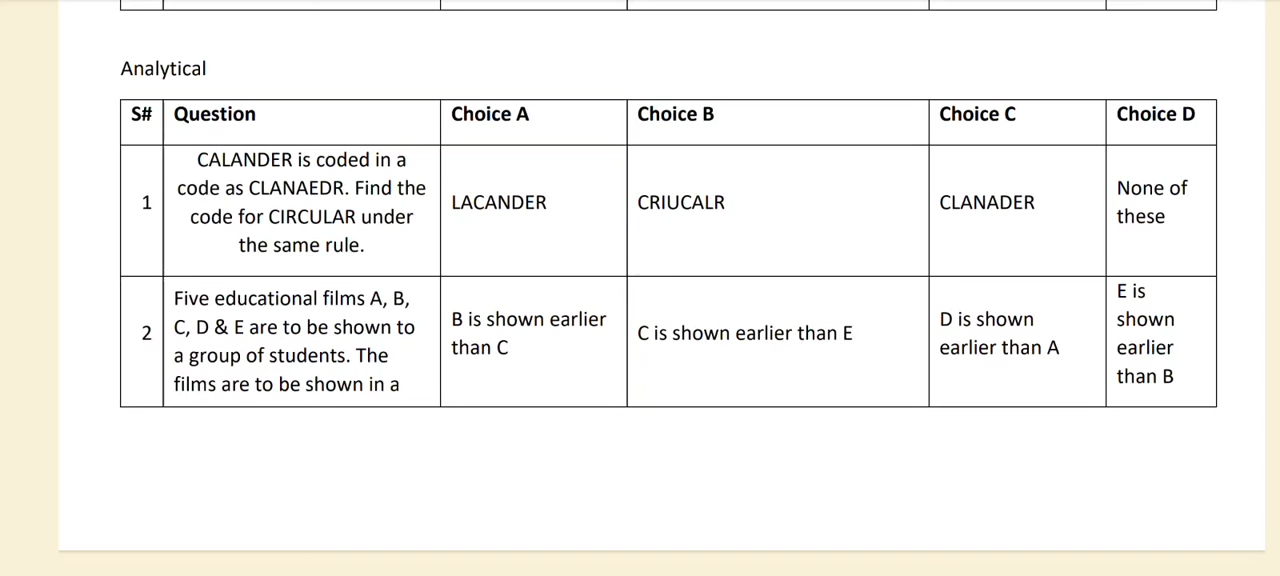 Analytical
S# Question Choice A Choice B Choice C Choice D
1
CALANDER is coded in a
code as CLANAEDR. Find the
code for CIRCULAR under
the same rule.
LACANDER
CRIUCALR
CLANADER
None of
these
2
Five educational films A, B,
C, D & E are to be shown to
a group of students. The
films are to be shown in a
B is shown earlier
than C
C is shown earlier than E
D is shown
earlier than A
E is
shown
earlier
than B